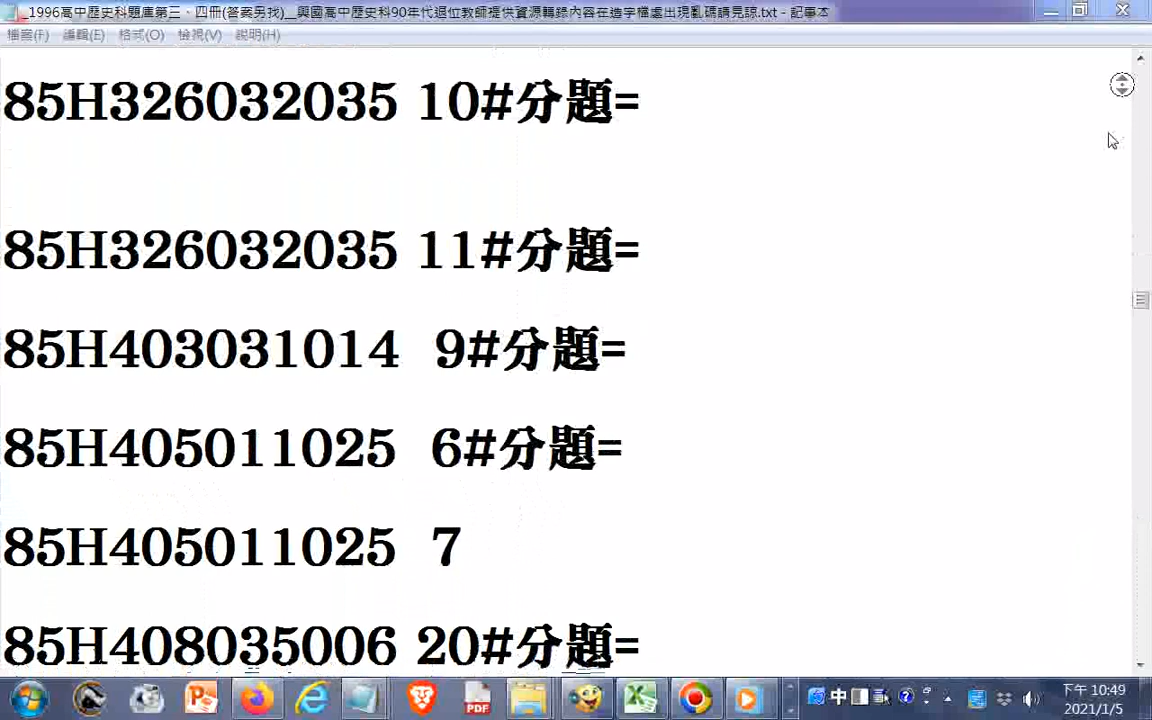 _1996高中歷史科題庫第三、四冊(答案另找)__興國高中歷史科90年代退位教師提供資源轉錄內容在造字檔處出現亂碼請見諒.txt - 記事本
檔案(F) 編輯(E) 格式(O) 檢視(V) 說明(H)
85H326032035 10#分題=
85H326032035 11#分題=
85H403031014 9#分題=
85H405011025 6#分題=
85H405011025 7
85H408035006 20#分題=
PDF
中
下午 10:49
2021/1/5